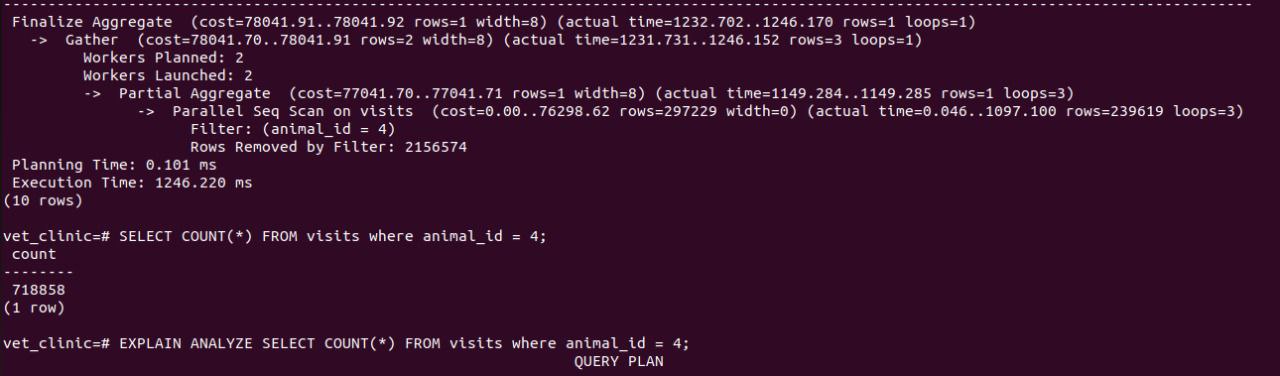 --------------------------------------------------------------------------------------------------------------------------------------------
 Finalize Aggregate  (cost=78041.91..78041.92 rows=1 width=8) (actual time=1232.702..1246.170 rows=1 loops=1)
   ->  Gather  (cost=78041.70..78041.91 rows=2 width=8) (actual time=1231.731..1246.152 rows=3 loops=1)
         Workers Planned: 2
         Workers Launched: 2
         ->  Partial Aggregate  (cost=77041.70..77041.71 rows=1 width=8) (actual time=1149.284..1149.285 rows=1 loops=3)
               ->  Parallel Seq Scan on visits  (cost=0.00..76298.62 rows=297229 width=0) (actual time=0.046..1097.100 rows=239619 loops=3)
                     Filter: (animal_id = 4)
                     Rows Removed by Filter: 2156574
 Planning Time: 0.101 ms
 Execution Time: 1246.220 ms
(10 rows)

vet_clinic=# SELECT COUNT(*) FROM visits where animal_id = 4;
 count
--------
 718858
(1 row)

vet_clinic=# EXPLAIN ANALYZE SELECT COUNT(*) FROM visits where animal_id = 4;
                                                                QUERY PLAN